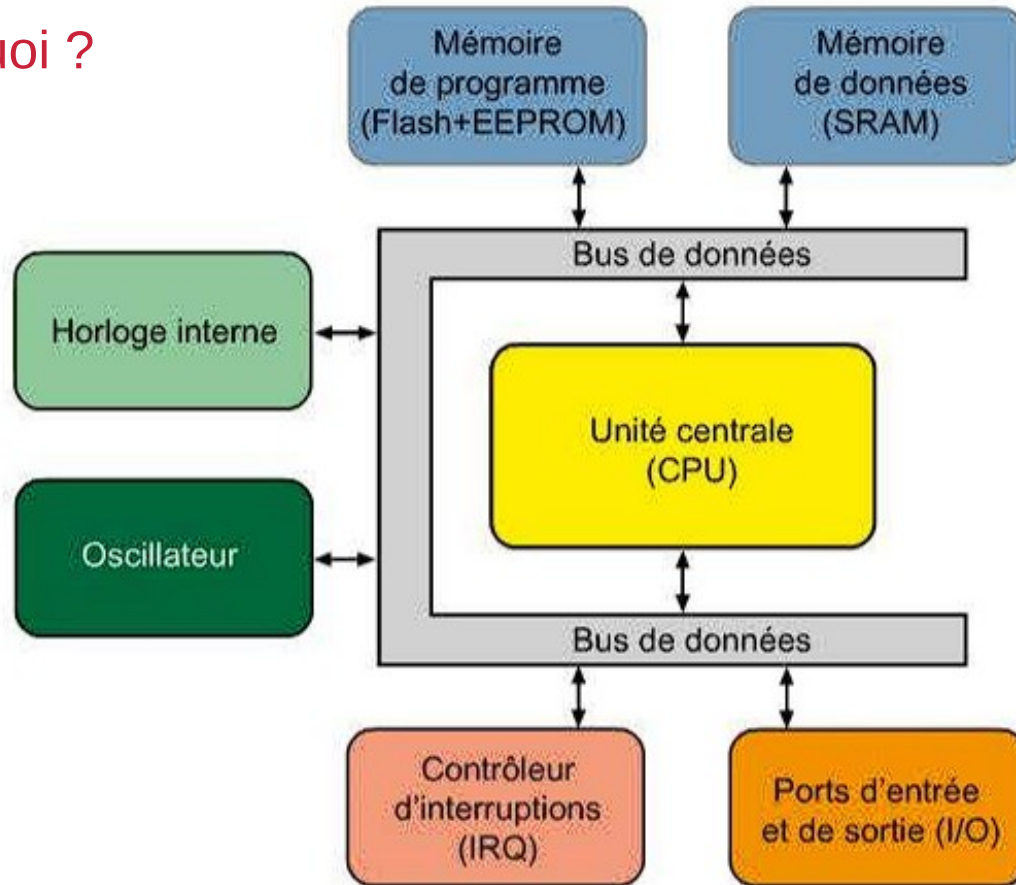 uoi ?
Mémoire
de programme
(Flash+EEPROM)
Mémoire
de données
(SRAM)
Bus de données
Horloge interne
Unité centrale
(CPU)
Oscillateur
Bus de données
Contrôleur
d'interruptions
(IRQ)
Ports d'entrée
et de sortie (I/O)